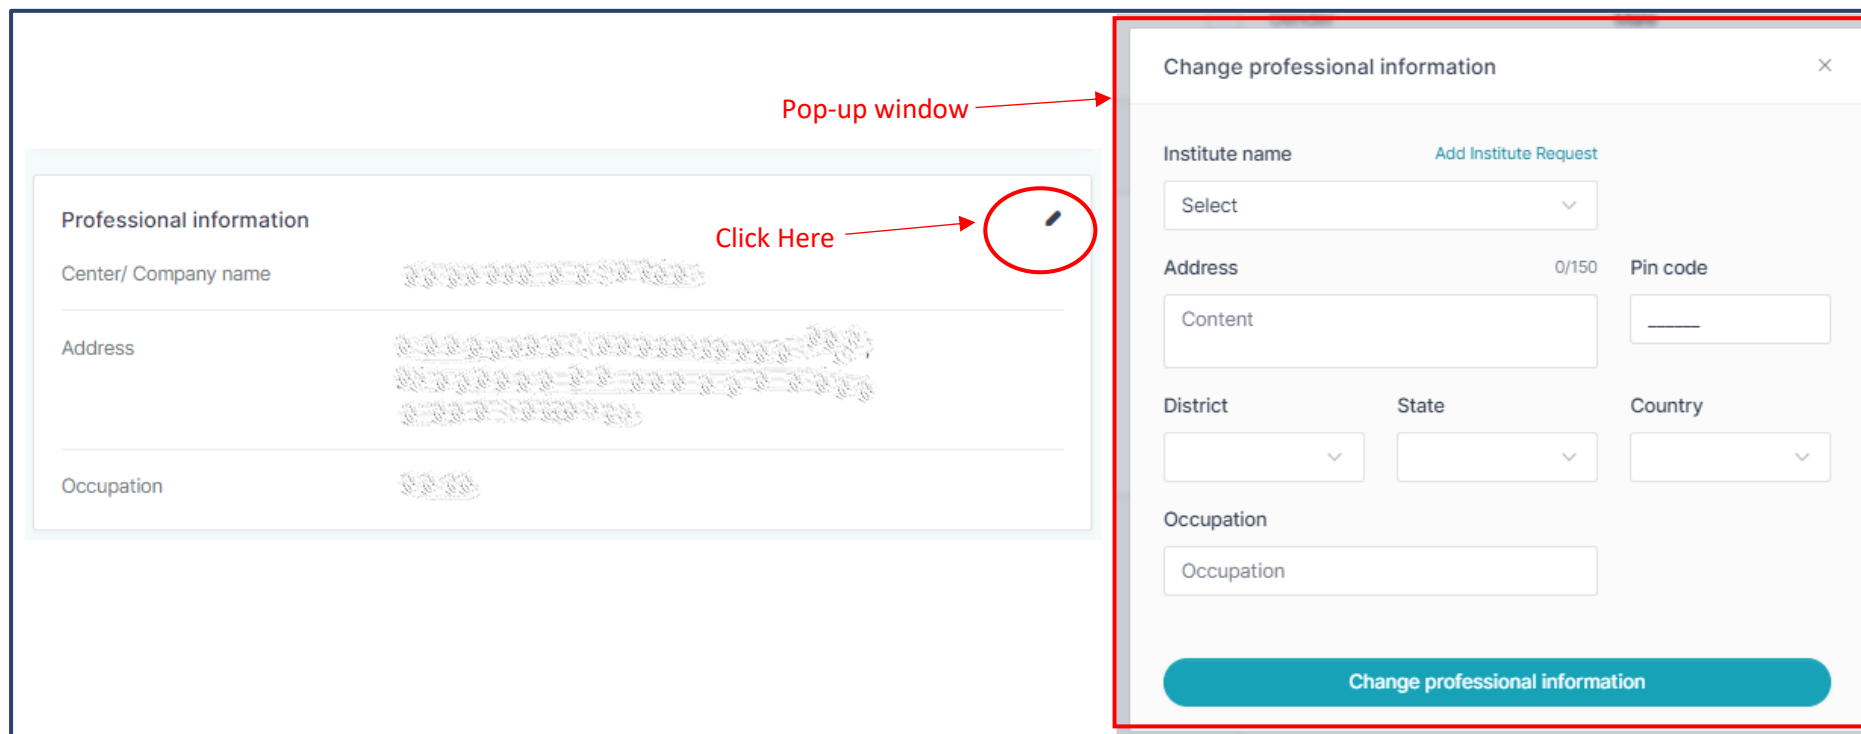 Pop-up window
Professional information
Click Here
Center/ Company name
Address
Occupation
Change professional information
Institute name Add Institute Request
Select
Address 0/150 Pin code
Content ______
District State Country
Occupation
Occupation
Change professional information